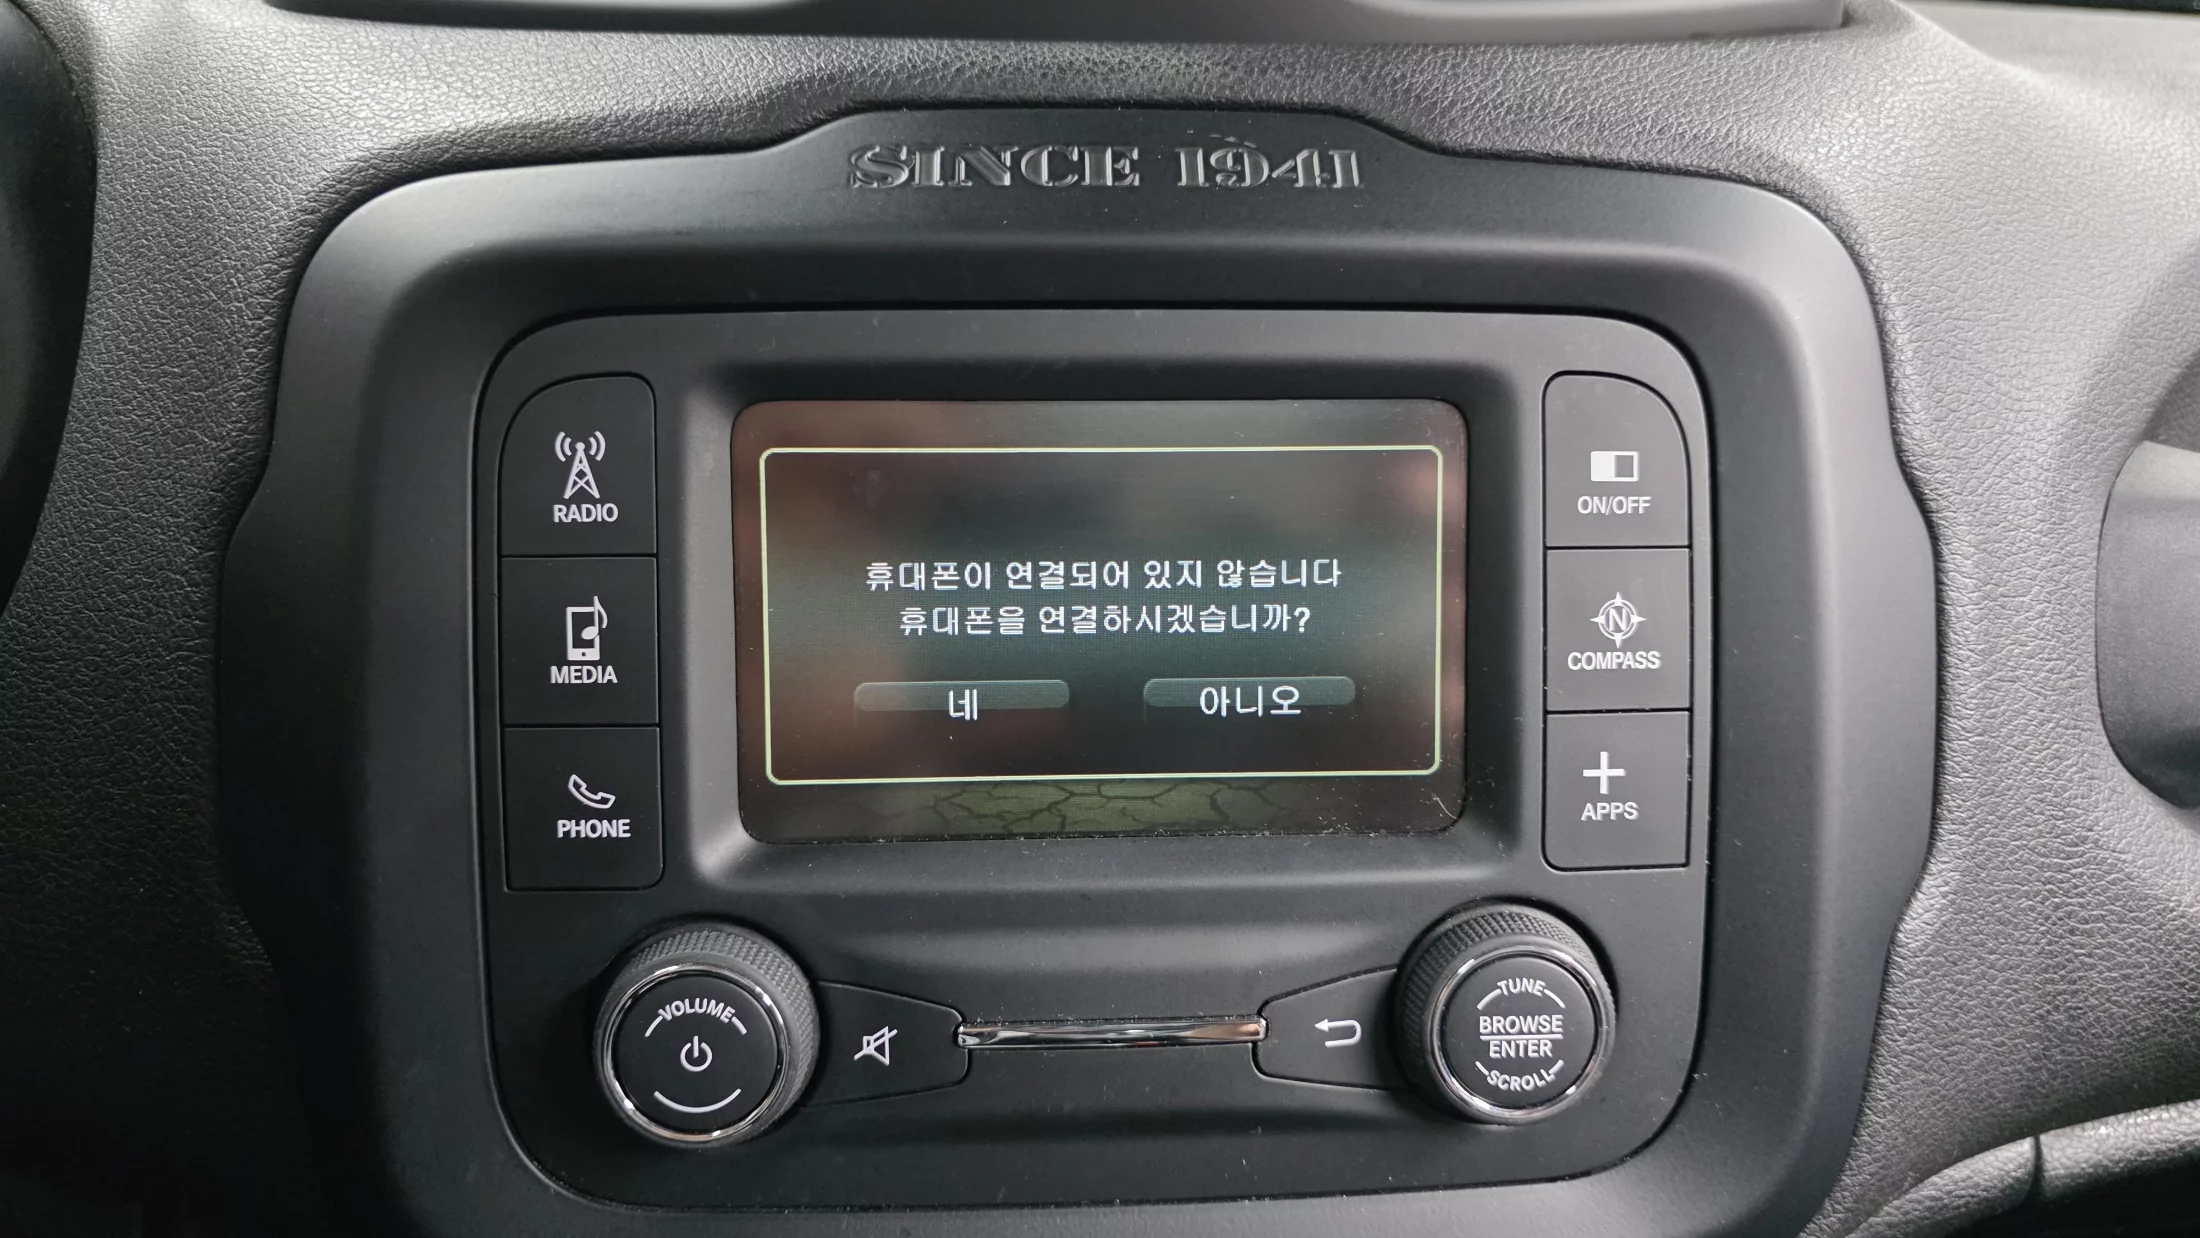 SINCE 1941
RADIO
MEDIA
PHONE
휴대폰이 연결되어 있지 않습니다
휴대폰을 연결하시겠습니까?
네
아니오
ON/OFF
N
COMPASS
APPS
VOLUME
TUNE
BROWSE
ENTER
SCROLL